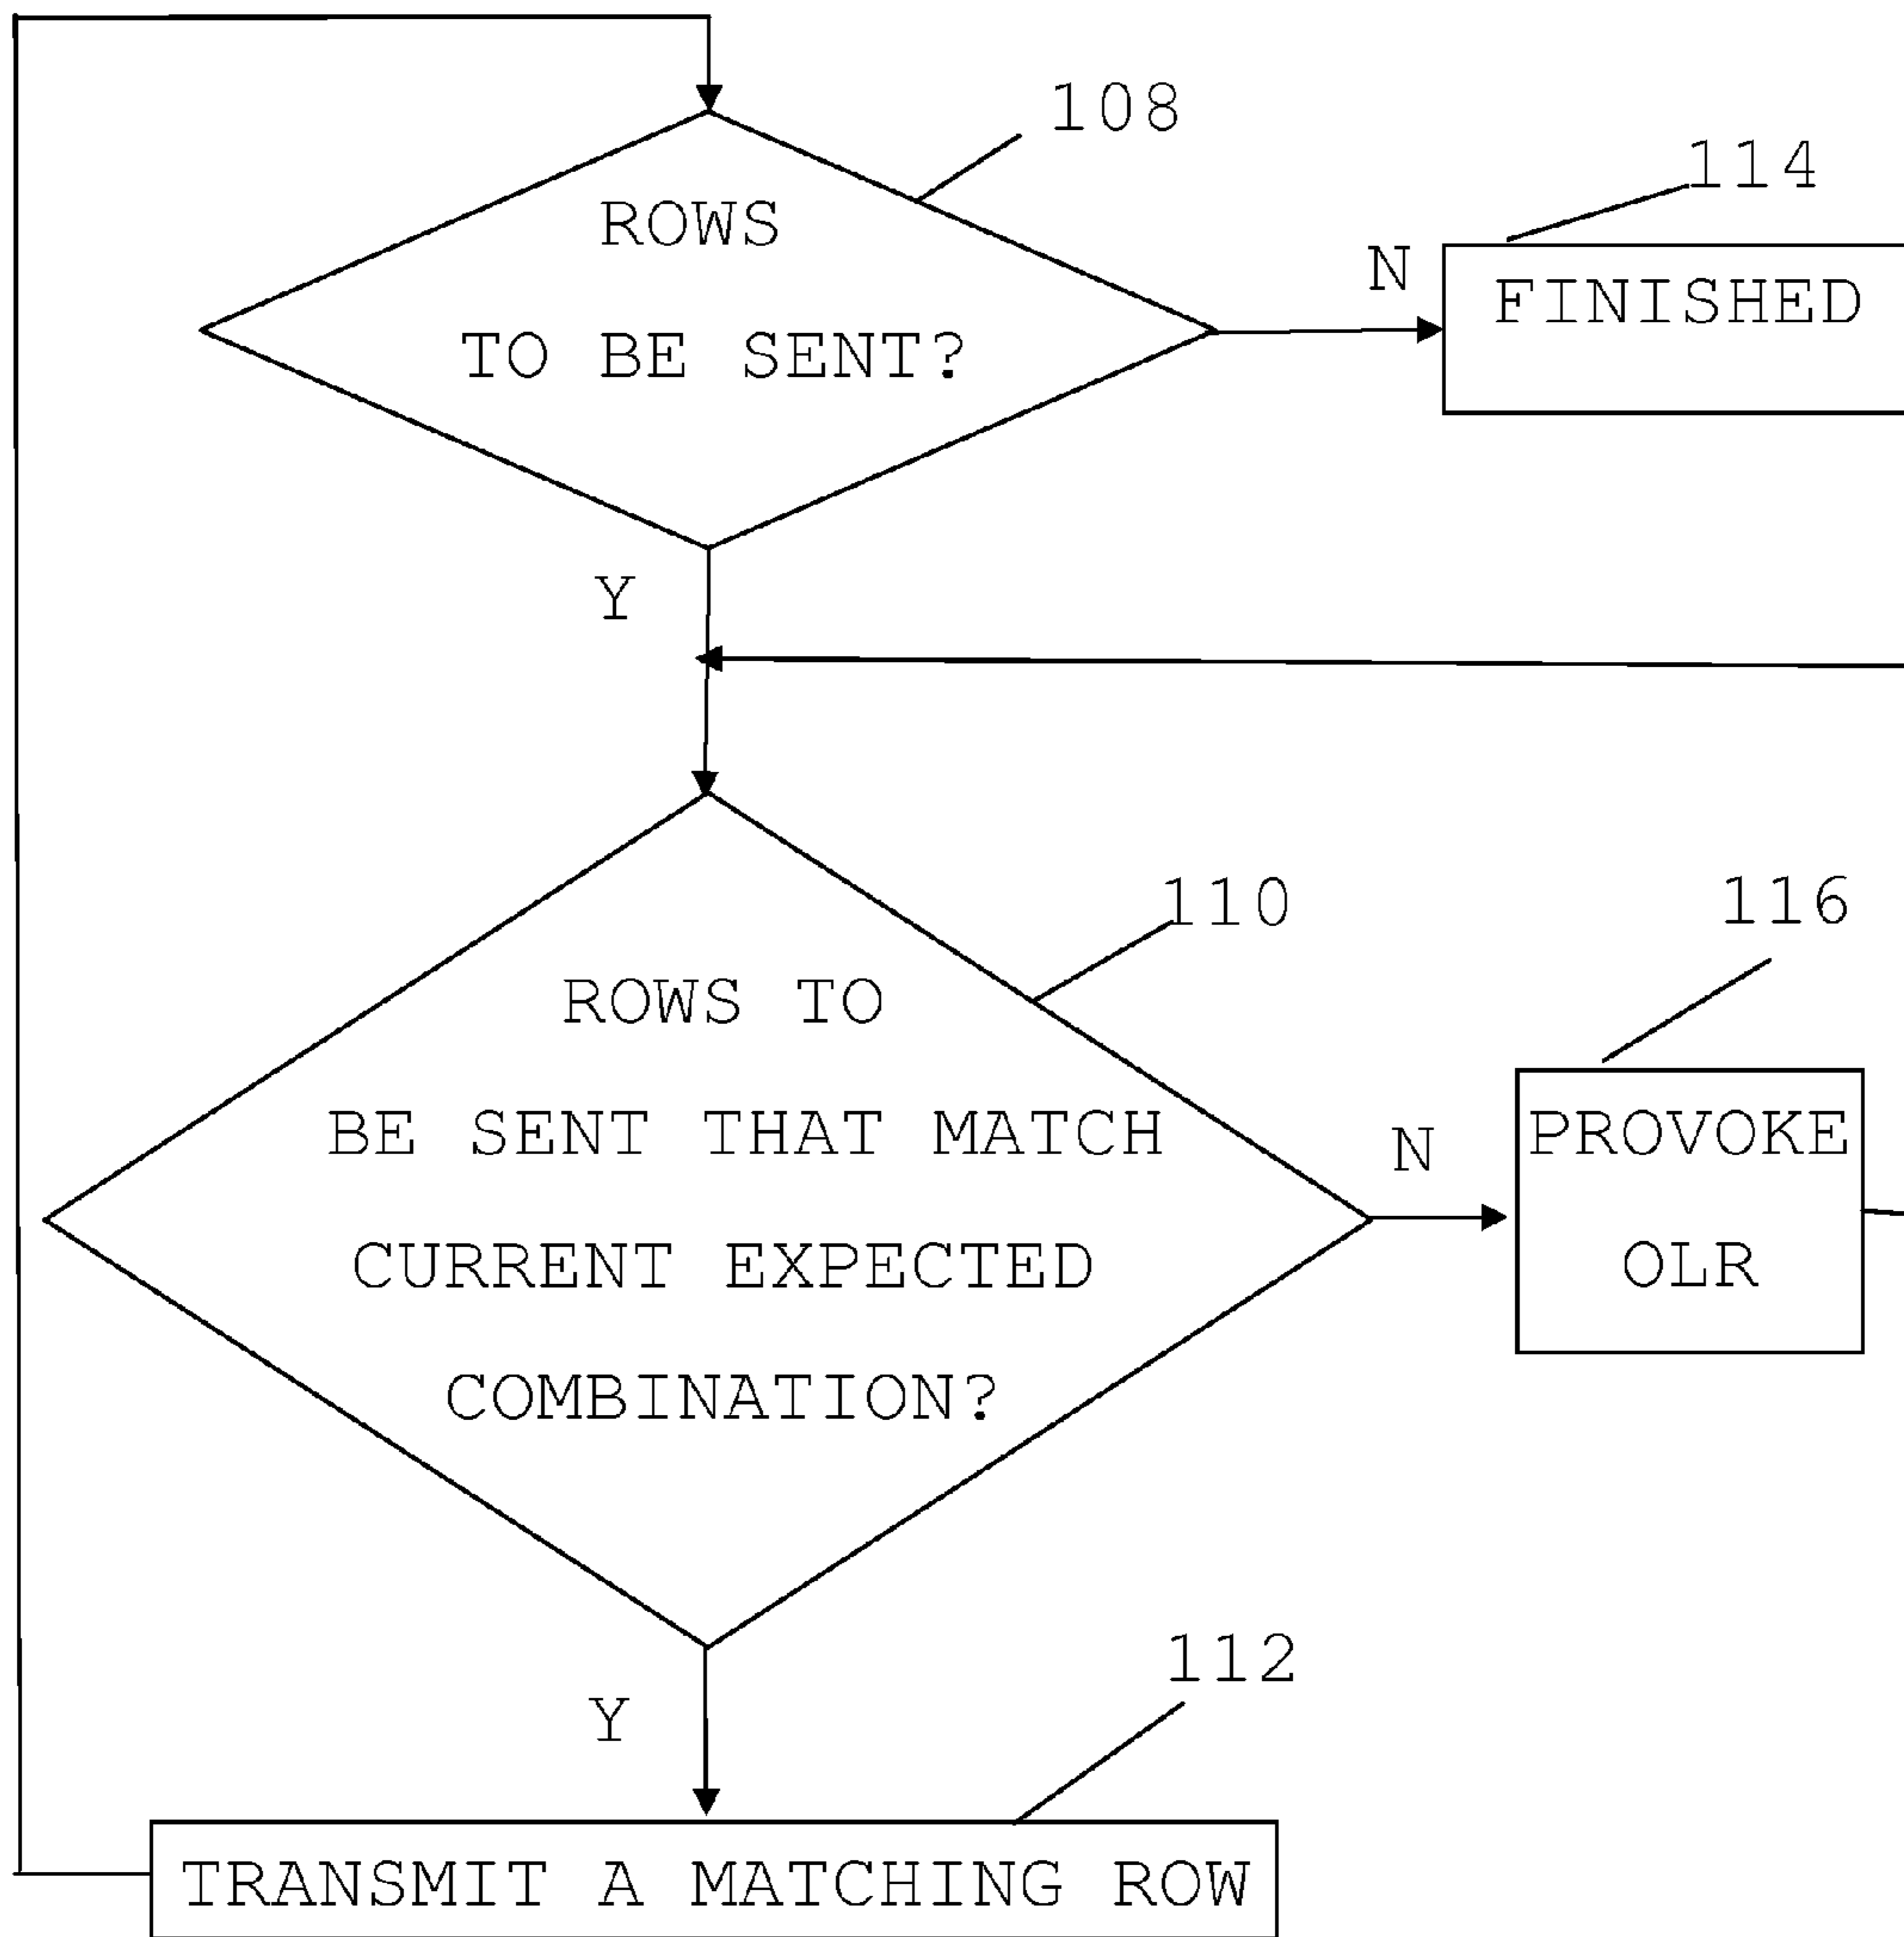 108
114
ROWS
TO BE SENT?
N
FINISHED
Y
110
116
ROWS TO
BE SENT THAT MATCH
CURRENT EXPECTED
COMBINATION?
N
PROVOKE
OLR
112
Y
TRANSMIT A MATCHING ROW